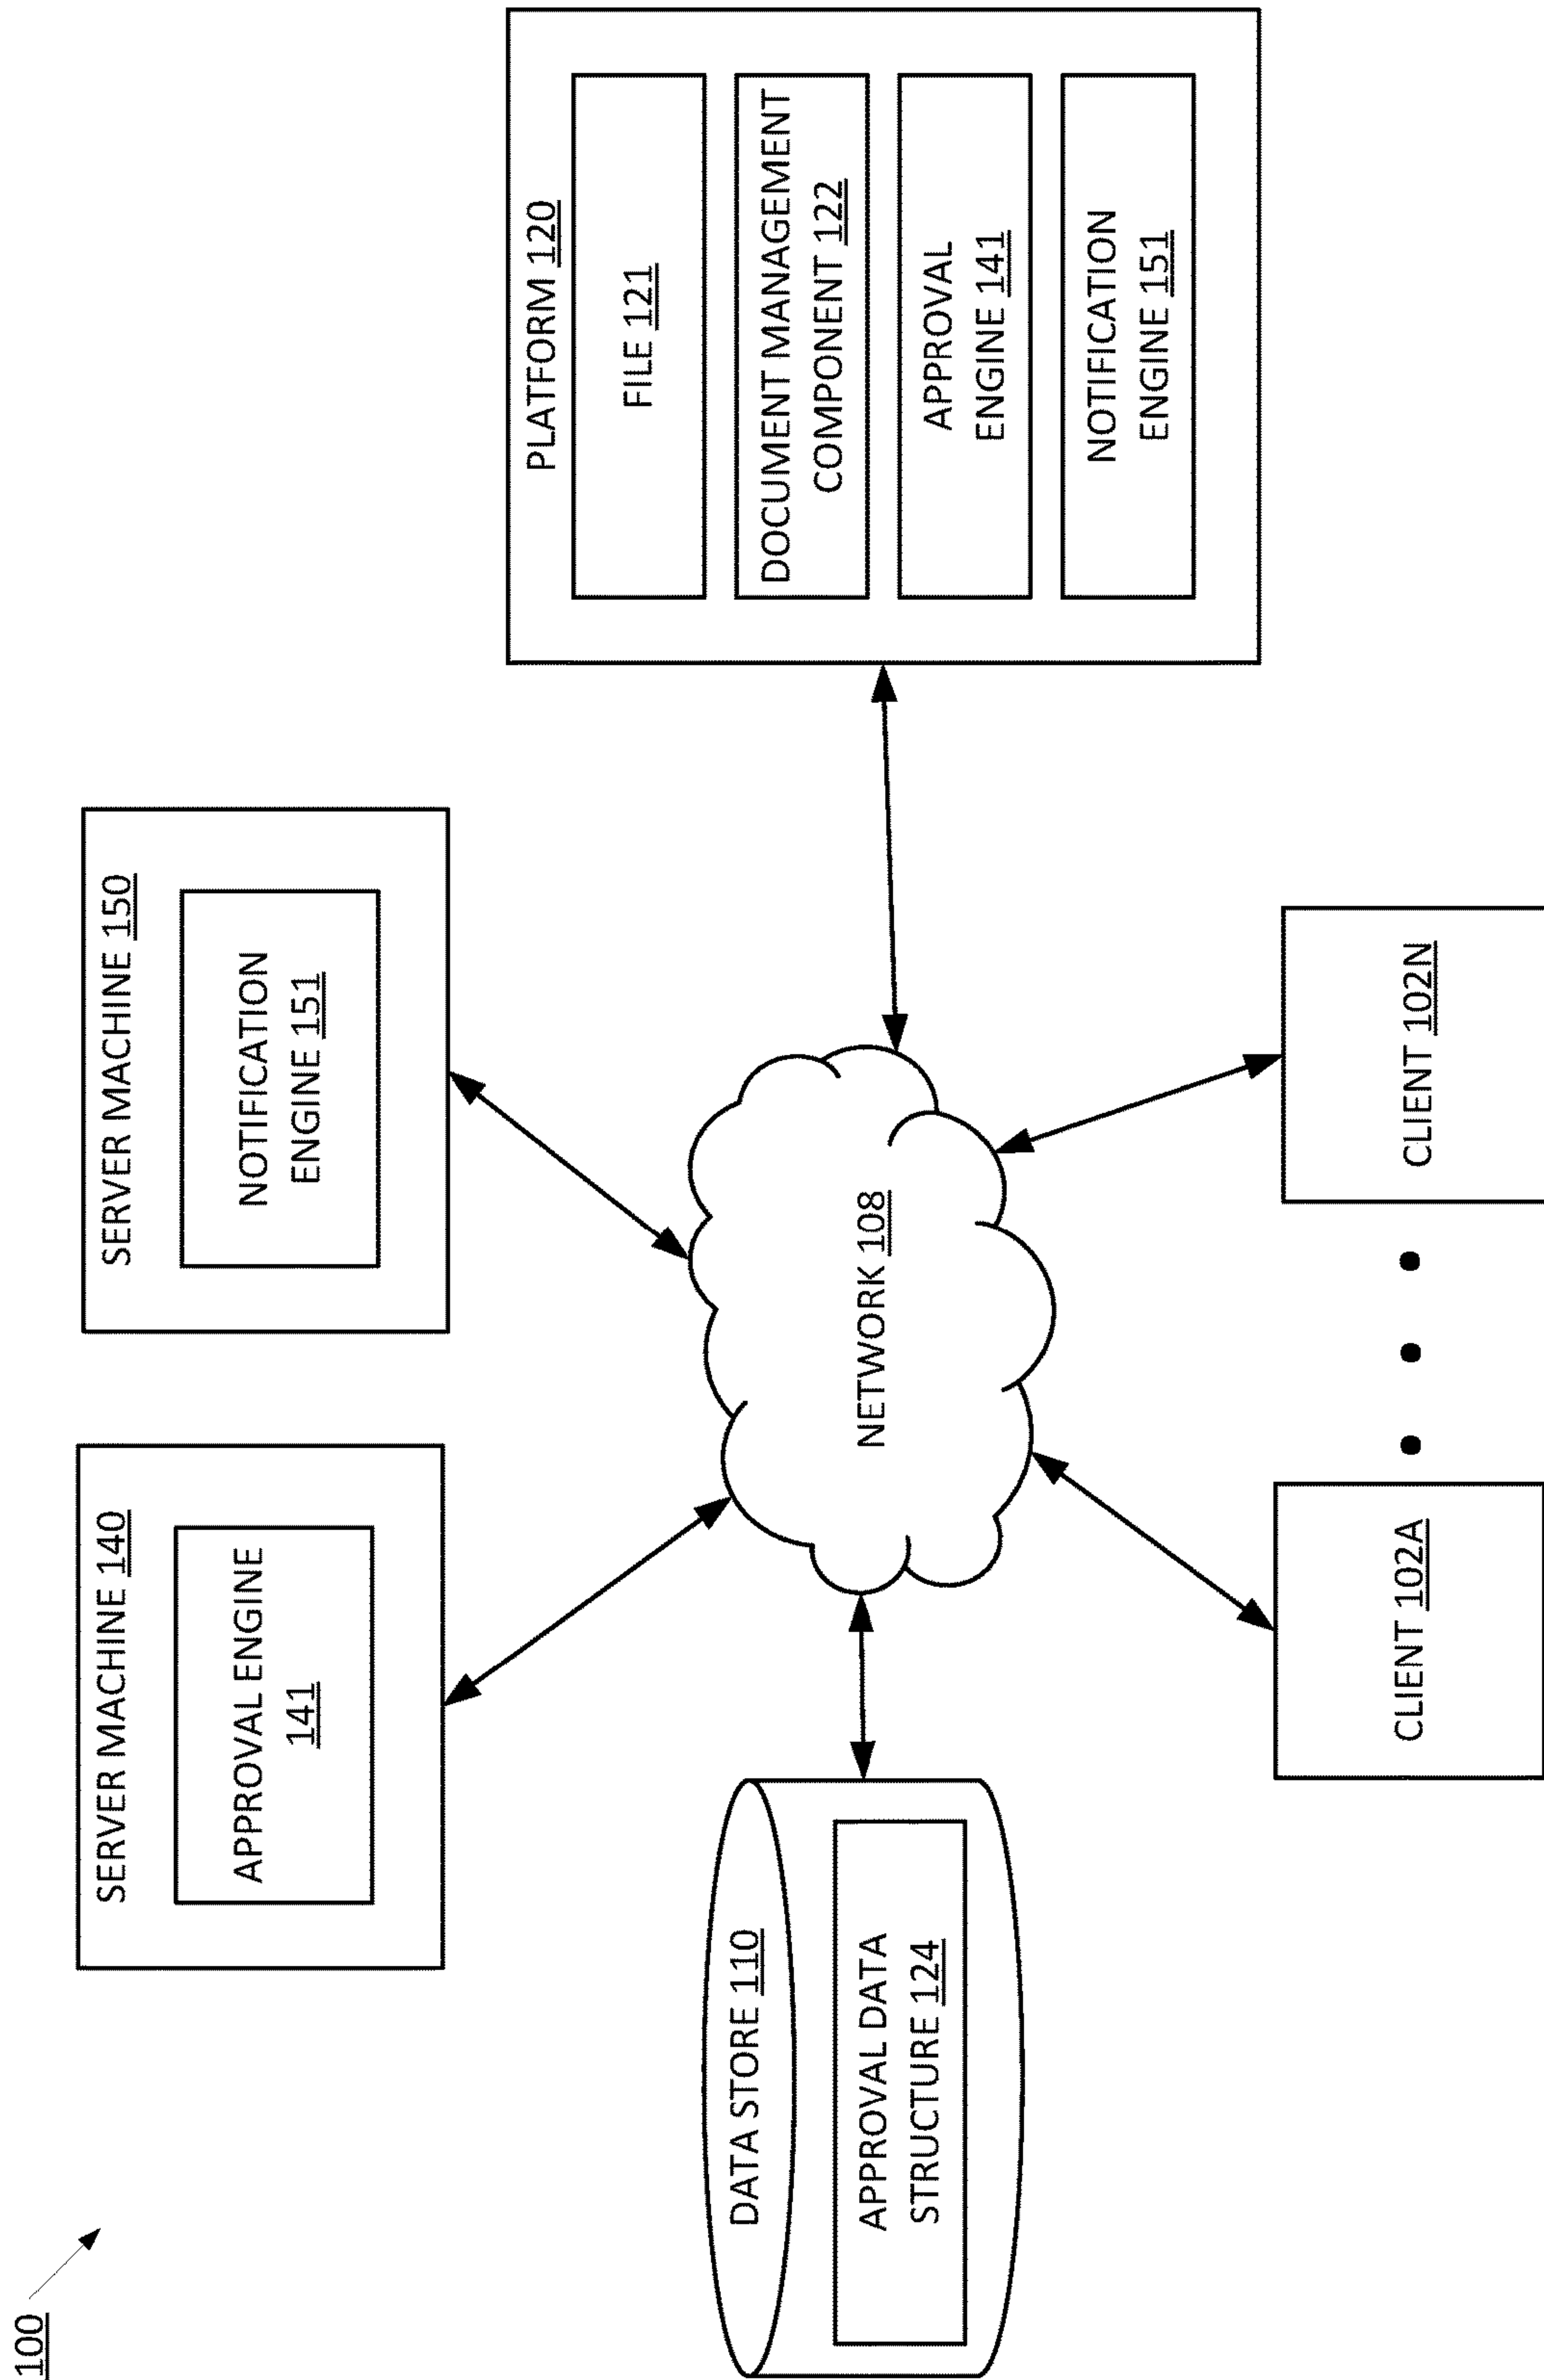 100
SERVER MACHINE 140
APPROVAL ENGINE
141
SERVER MACHINE 150
NOTIFICATION
ENGINE 151
DATA STORE 110
APPROVAL DATA
STRUCTURE 124
NETWORK 108
PLATFORM 120
FILE 121
DOCUMENT MANAGEMENT
COMPONENT 122
APPROVAL
ENGINE 141
NOTIFICATION
ENGINE 151
CLIENT 102A
CLIENT 102N